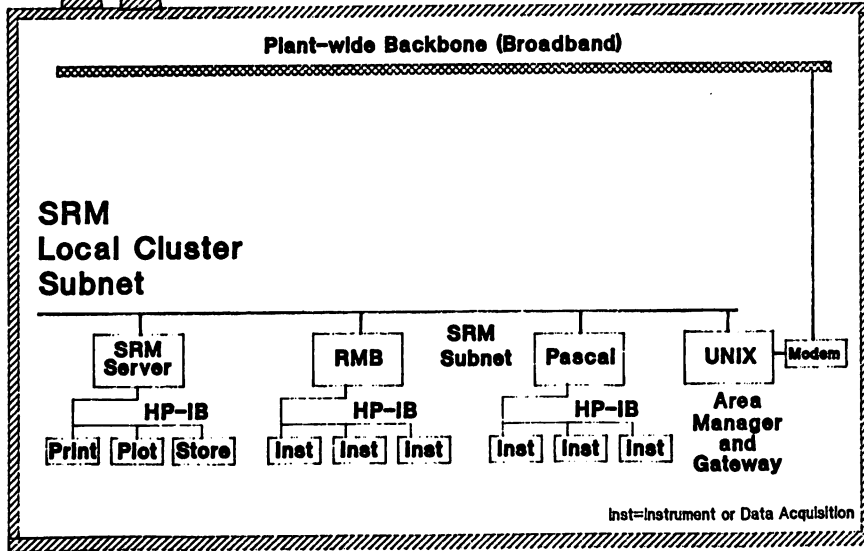 Plant-wide Backbone (Broadband)
SRM
Local Cluster
Subnet
SRM
Server
RMB
SRM
Subnet
Pascal
UNIX
Modem
HP-IB
HP-IB
HP-IB
Print
Plot
Store
Inst
Inst
Inst
Inst
Inst
Inst
Area
Manager
and
Gateway
Inst=Instrument or Data Acquisition